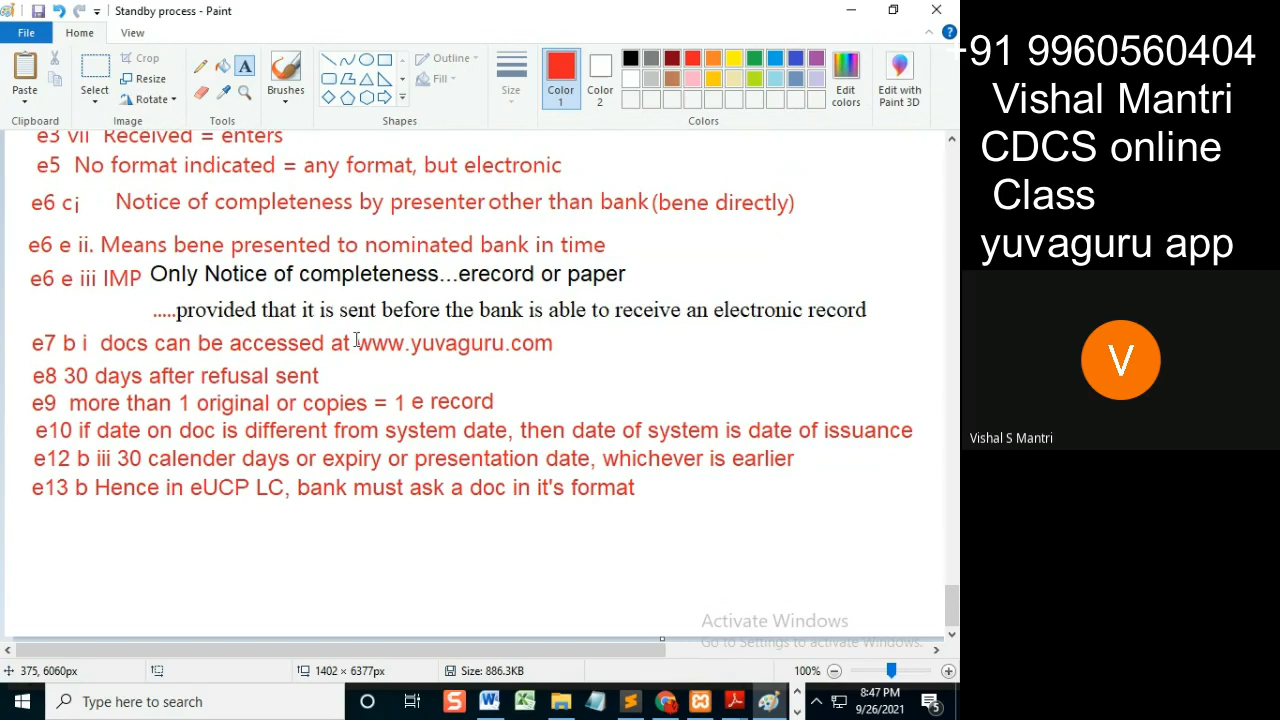 Standby process - Paint
File
Home
View
Paste
Select
Crop
Resize
Rotate
Brushes
Size
Outline
Fill
Color 1
Color 2
Edit colors
Edit with Paint 3D
Clipboard
Image
Tools
Shapes
Colors
e3 vii Received = enters
e5 No format indicated = any format, but electronic
e6 ci Notice of completeness by presenter other than bank (bene directly)
e6 e ii. Means bene presented to nominated bank in time
e6 e iii IMP Only Notice of completeness...erecord or paper
.....provided that it is sent before the bank is able to receive an electronic record
e7 b i docs can be accessed at www.yuvaguru.com
e8 30 days after refusal sent
e9 more than 1 original or copies = 1 e record
e10 if date on doc is different from system date, then date of system is date of issuance
e12 b iii 30 calender days or expiry or presentation date, whichever is earlier
e13 b Hence in eUCP LC, bank must ask a doc in it's format
Activate Windows
Go to Settings to activate Windows.
375, 6060px
1402 × 6377px
Size: 886.3KB
100%
Type here to search
8:47 PM
9/26/2021
5
+91 9960560404
Vishal Mantri
CDCS online
Class
yuvaguru app
V
Vishal S Mantri